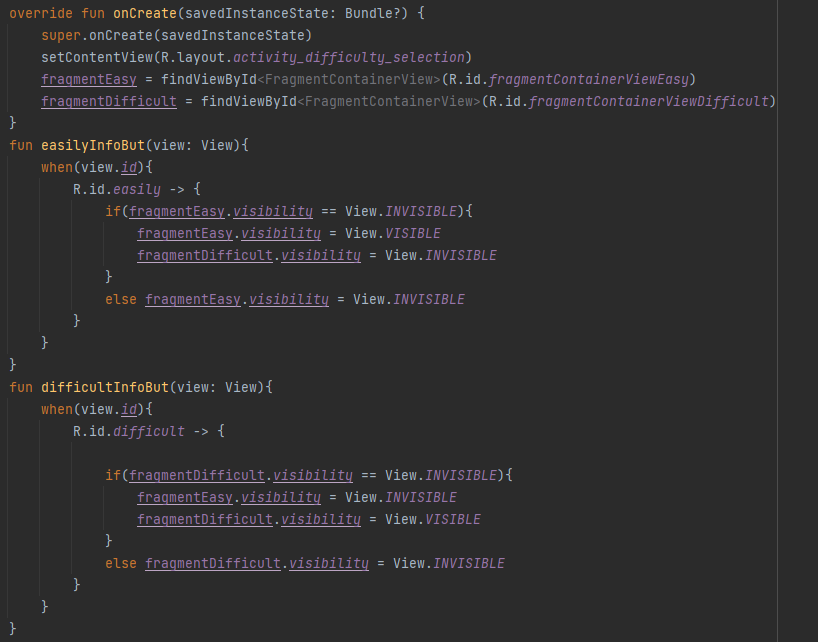 override fun onCreate(savedInstanceState: Bundle?) {
super.onCreate(savedInstanceState)
setContentView(R.layout.activity_difficulty_selection)
fragmentEasy = findViewById<FragmentContainerView>(R.id.fragmentContainerViewEasy)
fragmentDifficult = findViewById<FragmentContainerView>(R.id.fragmentContainerViewDifficult)
}
fun easilyInfoBut(view: View){
when(view.id){
R.id.easily -> {
if(fragmentEasy.visibility == View.INVISIBLE){
fragmentEasy.visibility = View.VISIBLE
fragmentDifficult.visibility = View.INVISIBLE
}
else fragmentEasy.visibility = View.INVISIBLE
}
}
}
fun difficultInfoBut(view: View){
when(view.id){
R.id.difficult -> {
if(fragmentDifficult.visibility == View.INVISIBLE){
fragmentEasy.visibility = View.INVISIBLE
fragmentDifficult.visibility = View.VISIBLE
}
else fragmentDifficult.visibility = View.INVISIBLE
}
}
}